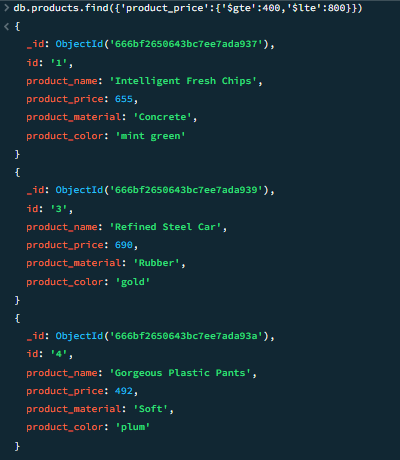 > db.products.find({'product_price':{'$gte':400,'$lte':800}})
< {
_id: ObjectId('666bf2650643bc7ee7ada937'),
id: '1',
product_name: 'Intelligent Fresh Chips',
product_price: 655,
product_material: 'Concrete',
product_color: 'mint green'
}
{
_id: ObjectId('666bf2650643bc7ee7ada939'),
id: '3',
product_name: 'Refined Steel Car',
product_price: 690,
product_material: 'Rubber',
product_color: 'gold'
}
{
_id: ObjectId('666bf2650643bc7ee7ada93a'),
id: '4',
product_name: 'Gorgeous Plastic Pants',
product_price: 492,
product_material: 'Soft',
product_color: 'plum'
}